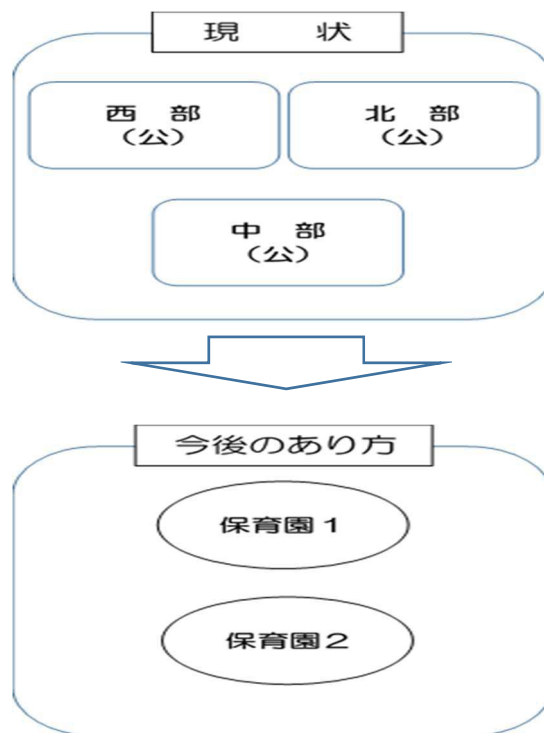 現　状
西　部
（公）
北　部
（公）
中　部
（公）
今後のあり方
保育園１
保育園２